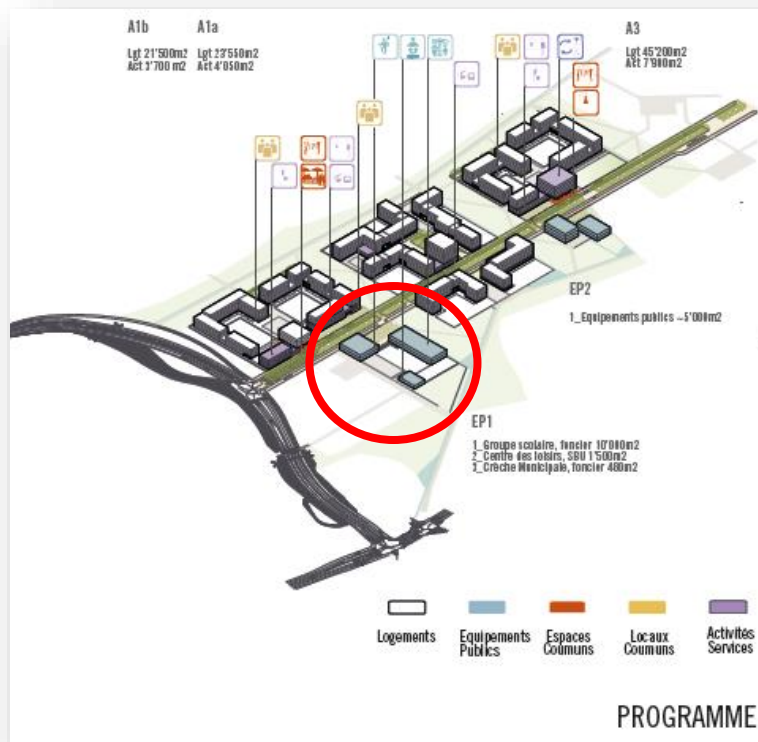 A1b
Lgt 21'500m2
Act 3'700 m2
A1a
Lgt 23'550m2
Act 4'050m2
A3
Lgt 45'200m2
Act 7'900m2
EP2
1_Equipements publics ~5'000m2
EP1
1_Groupe scolaire, foncier 10'000m2
2_Centre des loisirs, SBU 1'500m2
3_Crèche Municipale, foncier 480m2
Logements
Equipements
Publics
Espaces
Coumuns
Locaux
Coumuns
Activités
Services
PROGRAMME